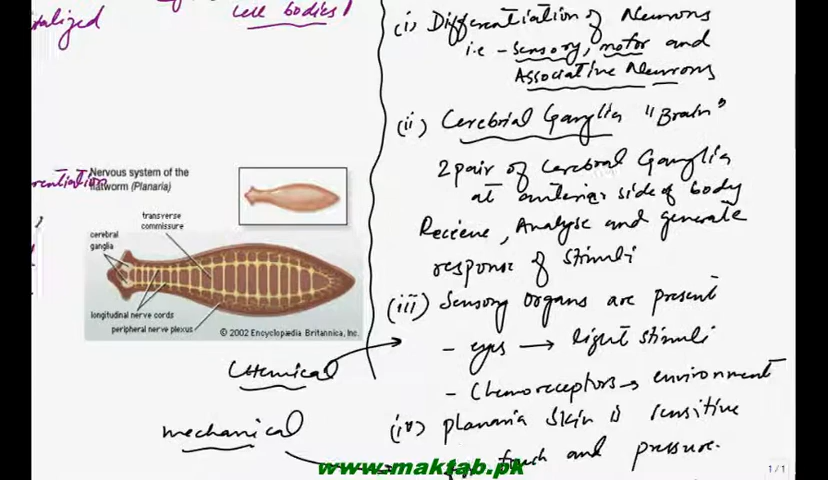 talized
cell bodies
rentiation
Nervous system of the
flatworm (Planaria)
transverse
commissure
cerebral
ganglia
longitudinal nerve cords
peripheral nerve plexus
© 2002 Encyclopædia Britannica, Inc.
Chemical
mechanical
(i) Differentiation of Neurons
i.e - sensory, motor and
Associative Neurons
(ii) Cerebral Ganglia "Brain"
2 pair of Cerebral Ganglia
at anterior side of body
Recieve, Analyse and generate
response of stimuli
(iii) Sensory organs are present
- eyes → light stimuli
- Chemoreceptors → environment
(iv) planaria skin is sensitive
touch and pressure.
www.maktab.pk
1/1